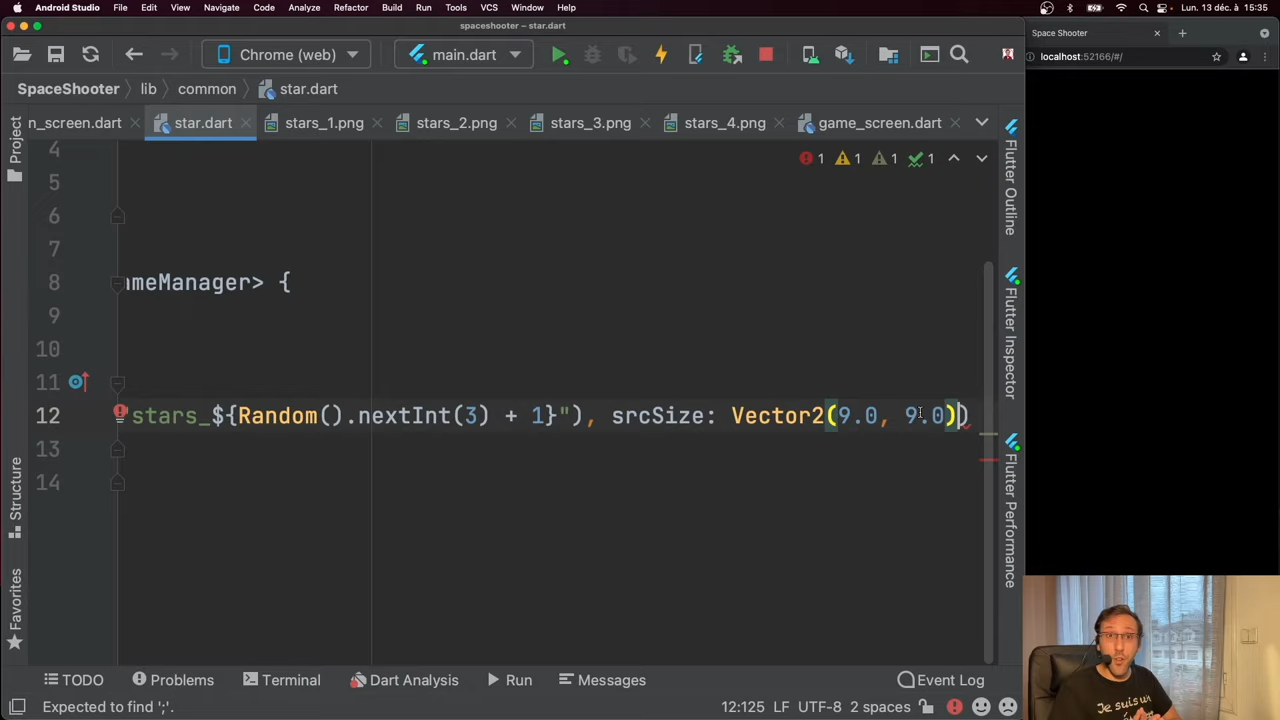 Android Studio File Edit View Navigate Code Analyze Refactor Build Run Tools VCS Window Help Lun. 13 déc. à 15:35
spaceshooter – star.dart
Space Shooter
Chrome (web) main.dart
localhost:52166/#/
SpaceShooter lib common star.dart
n_screen.dart star.dart stars_1.png stars_2.png stars_3.png stars_4.png game_screen.dart
1 1 1 1
4
5
6
7
8 ameManager> {
9
10
11
12 stars_${Random().nextInt(3) + 1}"), srcSize: Vector2(9.0, 9.0))
13
14
Project
Structure
Favorites
Flutter Outline
Flutter Inspector
Flutter Performance
TODO Problems Terminal Dart Analysis Run Messages Event Log
Expected to find ';'. 12:125 LF UTF-8 2 spaces
Je suis un